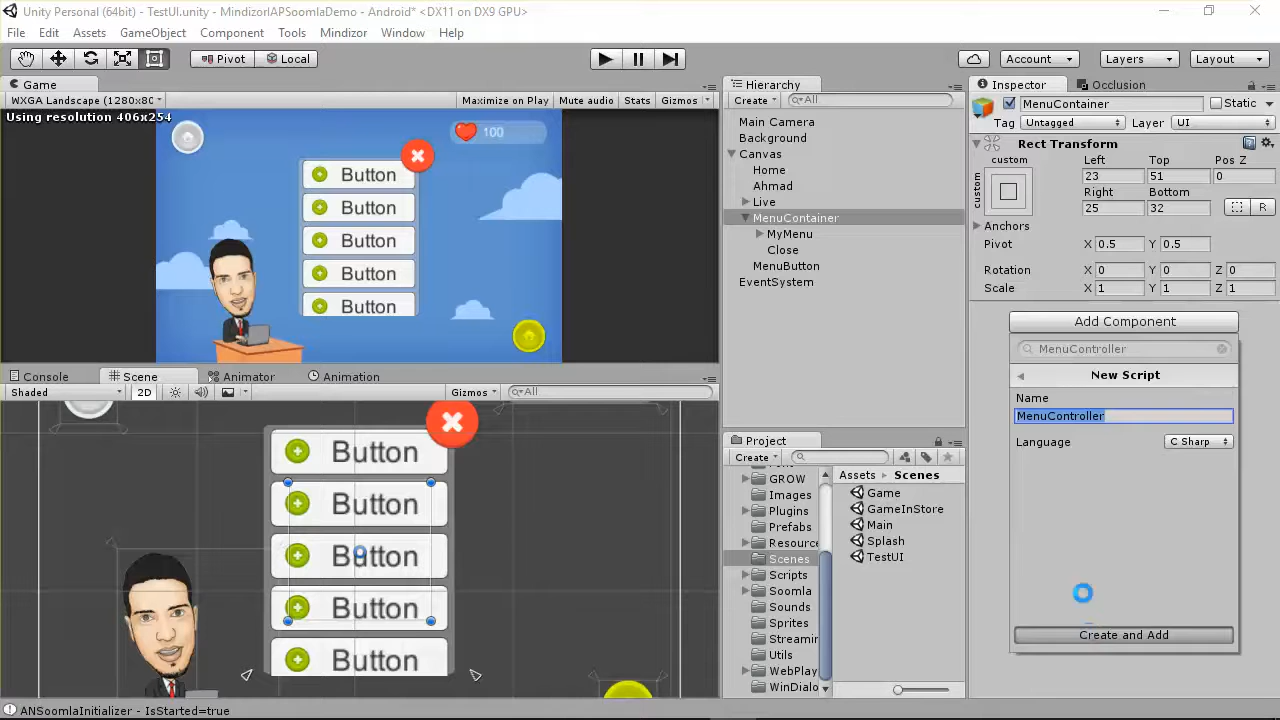 Unity Personal (64bit) - TestUI.unity - MindizorIAPSoomlaDemo - Android* <DX11 on DX9 GPU>
File Edit Assets GameObject Component Tools Mindizor Window Help
Pivot Local Account Layers Layout
Game
WXGA Landscape (1280x80 Maximize on Play Mute audio Stats Gizmos
Using resolution 406x254
100
Button
Button
Button
Button
Button
Console Scene Animator Animation
Shaded 2D Gizmos All
Button
Button
Button
Button
Button
ANSoomlaInitializer - IsStarted=true
Hierarchy
Create All
Main Camera
Background
Canvas
Home
Ahmad
Live
MenuContainer
MyMenu
Close
MenuButton
EventSystem
Project
Create
GROW
Images
Plugins
Prefabs
Resource
Scenes
Scripts
Soomla
Sounds
Sprites
Streamin
Utils
WebPlay
WinDialo
Assets Scenes
Game
GameInStore
Main
Splash
TestUI
Inspector Occlusion
MenuContainer Static
Tag Untagged Layer UI
Rect Transform
custom Left Top Pos Z
custom 23 51 0
Right Bottom
25 32 R
Anchors
Pivot X 0.5 Y 0.5
Rotation X 0 Y 0 Z 0
Scale X 1 Y 1 Z 1
Add Component
MenuController
New Script
Name
MenuController
Language C Sharp
Create and Add